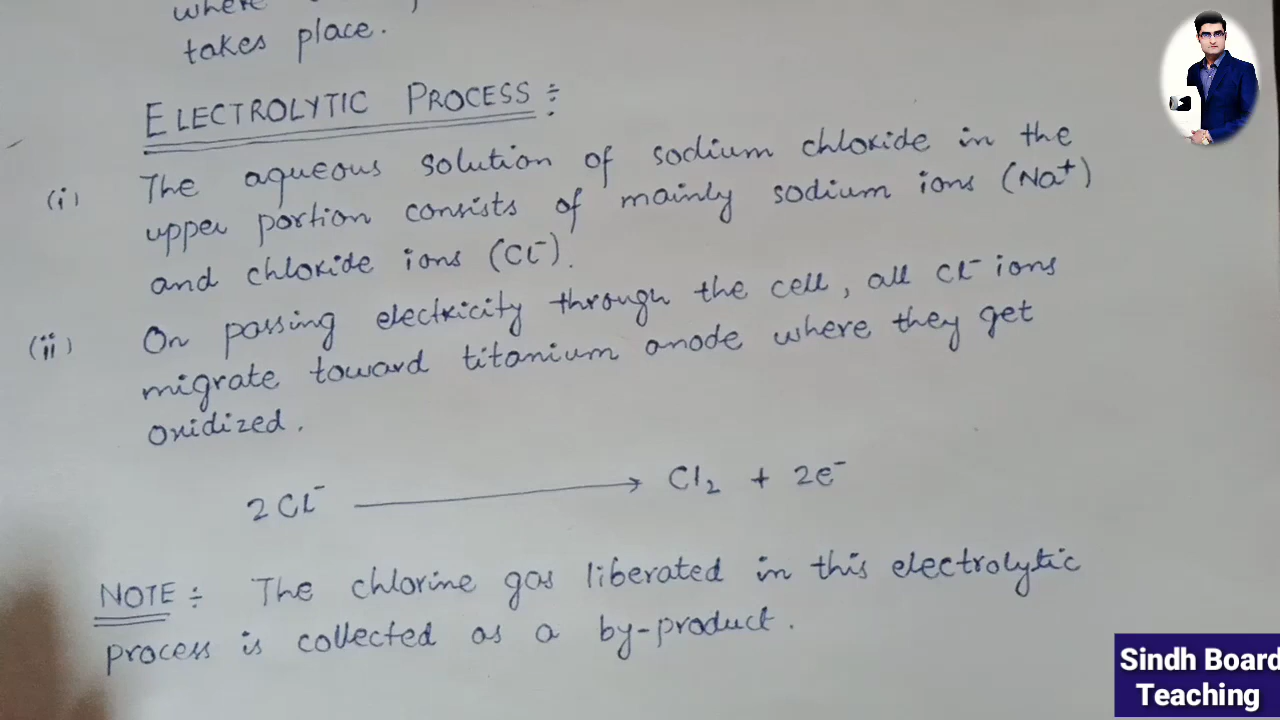 where
takes place.
ELECTROLYTIC PROCESS :
(i) The aqueous solution of sodium chloride in the
upper portion consists of mainly sodium ions (Na⁺)
and chloride ions (Cl⁻).
(ii) On passing electricity through the cell, all Cl⁻ ions
migrate toward titanium anode where they get
oxidized.
2Cl⁻ → Cl₂ + 2e⁻
NOTE : The chlorine gas liberated in this electrolytic
process is collected as a by-product.
Sindh Board
Teaching